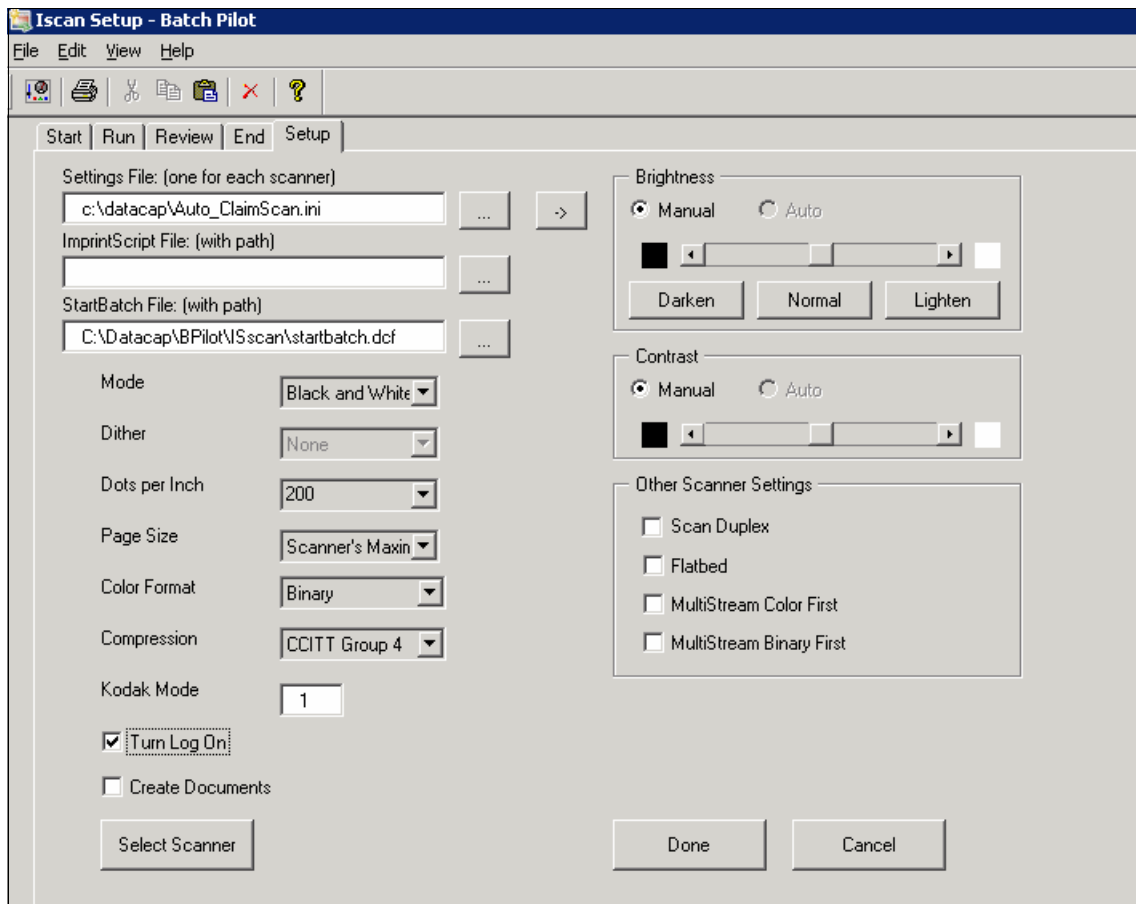 Iscan Setup - Batch Pilot
File Edit View Help
Start Run Review End Setup
Settings File: (one for each scanner)
c:\datacap\Auto_ClaimScan.ini ... ->
ImprintScript File: (with path)
...
StartBatch File: (with path)
C:\Datacap\BPilot\ISscan\startbatch.dcf ...
Mode Black and White
Dither None
Dots per Inch 200
Page Size Scanner's Maxin
Color Format Binary
Compression CCITT Group 4
Kodak Mode 1
Turn Log On
Create Documents
Select Scanner
Brightness
Manual Auto
Darken Normal Lighten
Contrast
Manual Auto
Other Scanner Settings
Scan Duplex
Flatbed
MultiStream Color First
MultiStream Binary First
Done Cancel